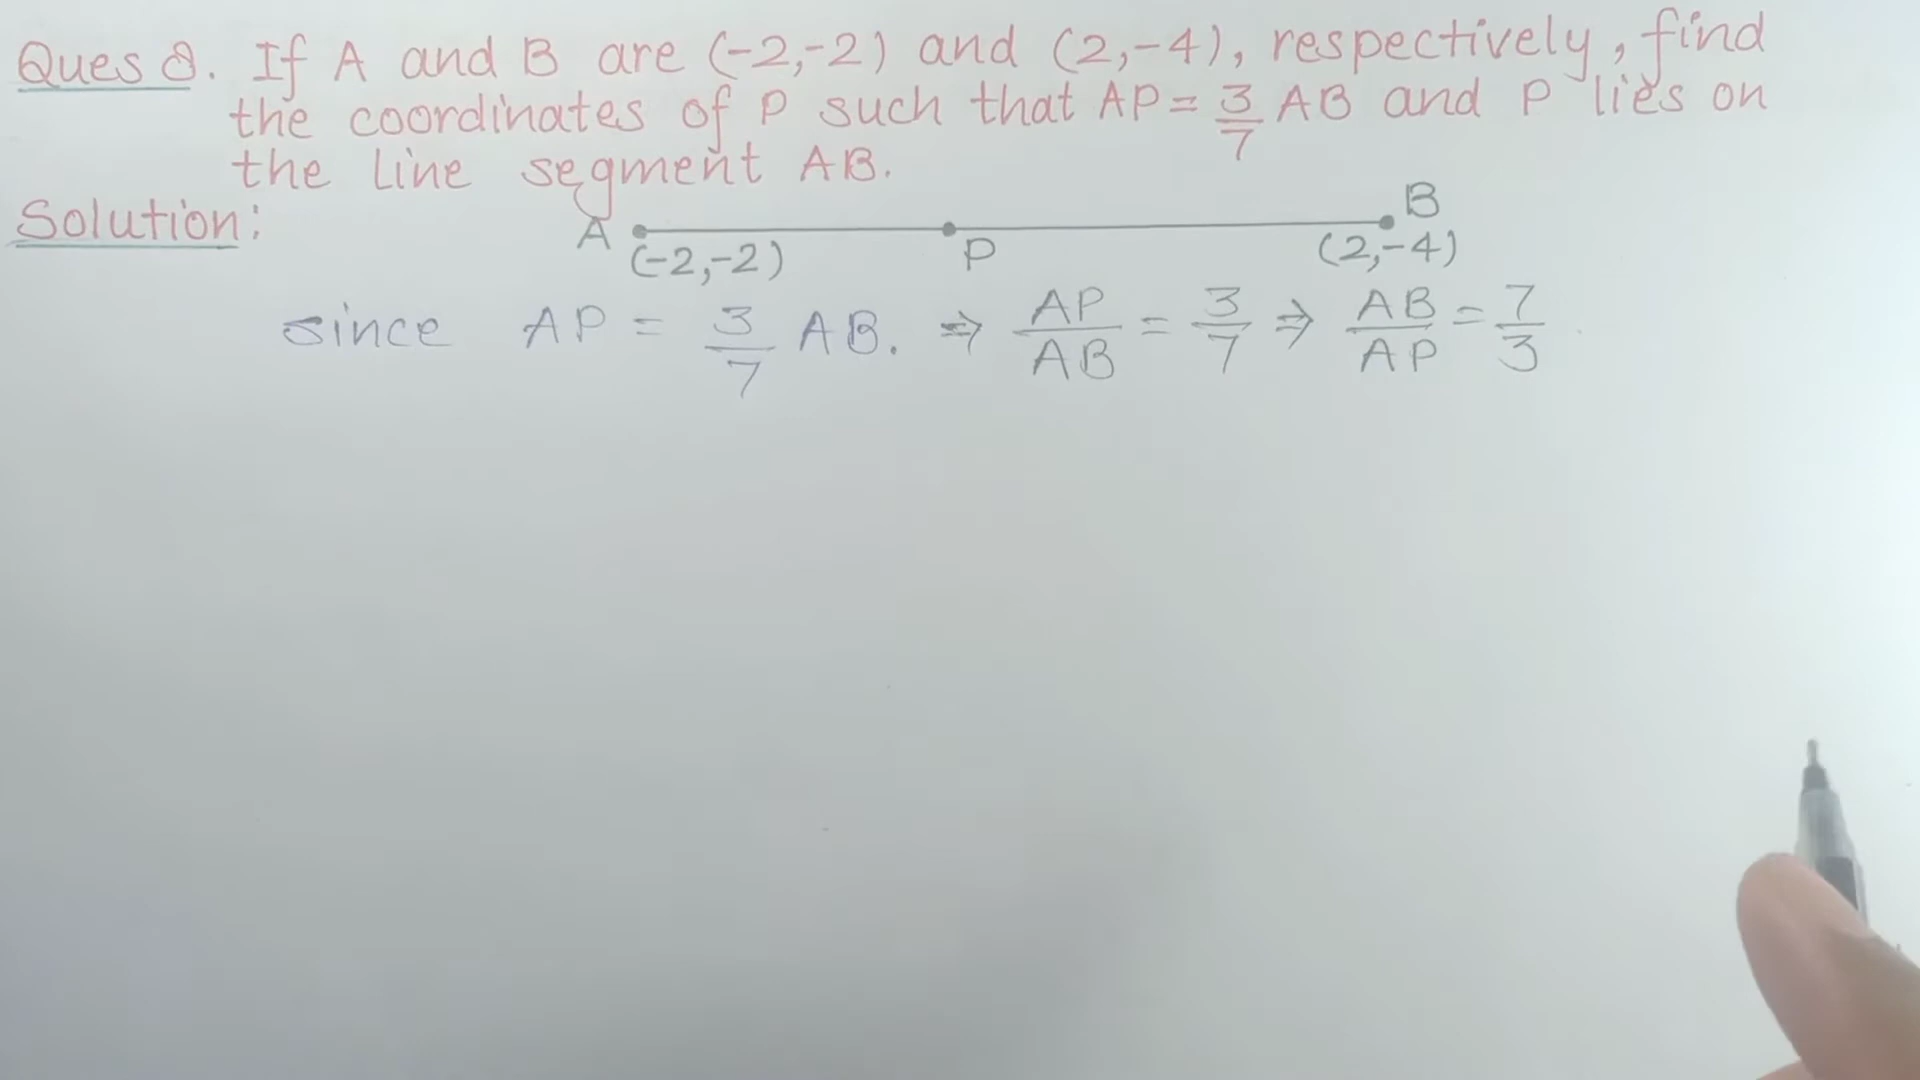 Ques 8. If A and B are (-2,-2) and (2,-4), respectively, find
the coordinates of P such that AP = 3/7 AB and P lies on
the line segment AB.
Solution:
A (-2,-2) P B (2,-4)
since AP = 3/7 AB. ⇒ AP/AB = 3/7 ⇒ AB/AP = 7/3